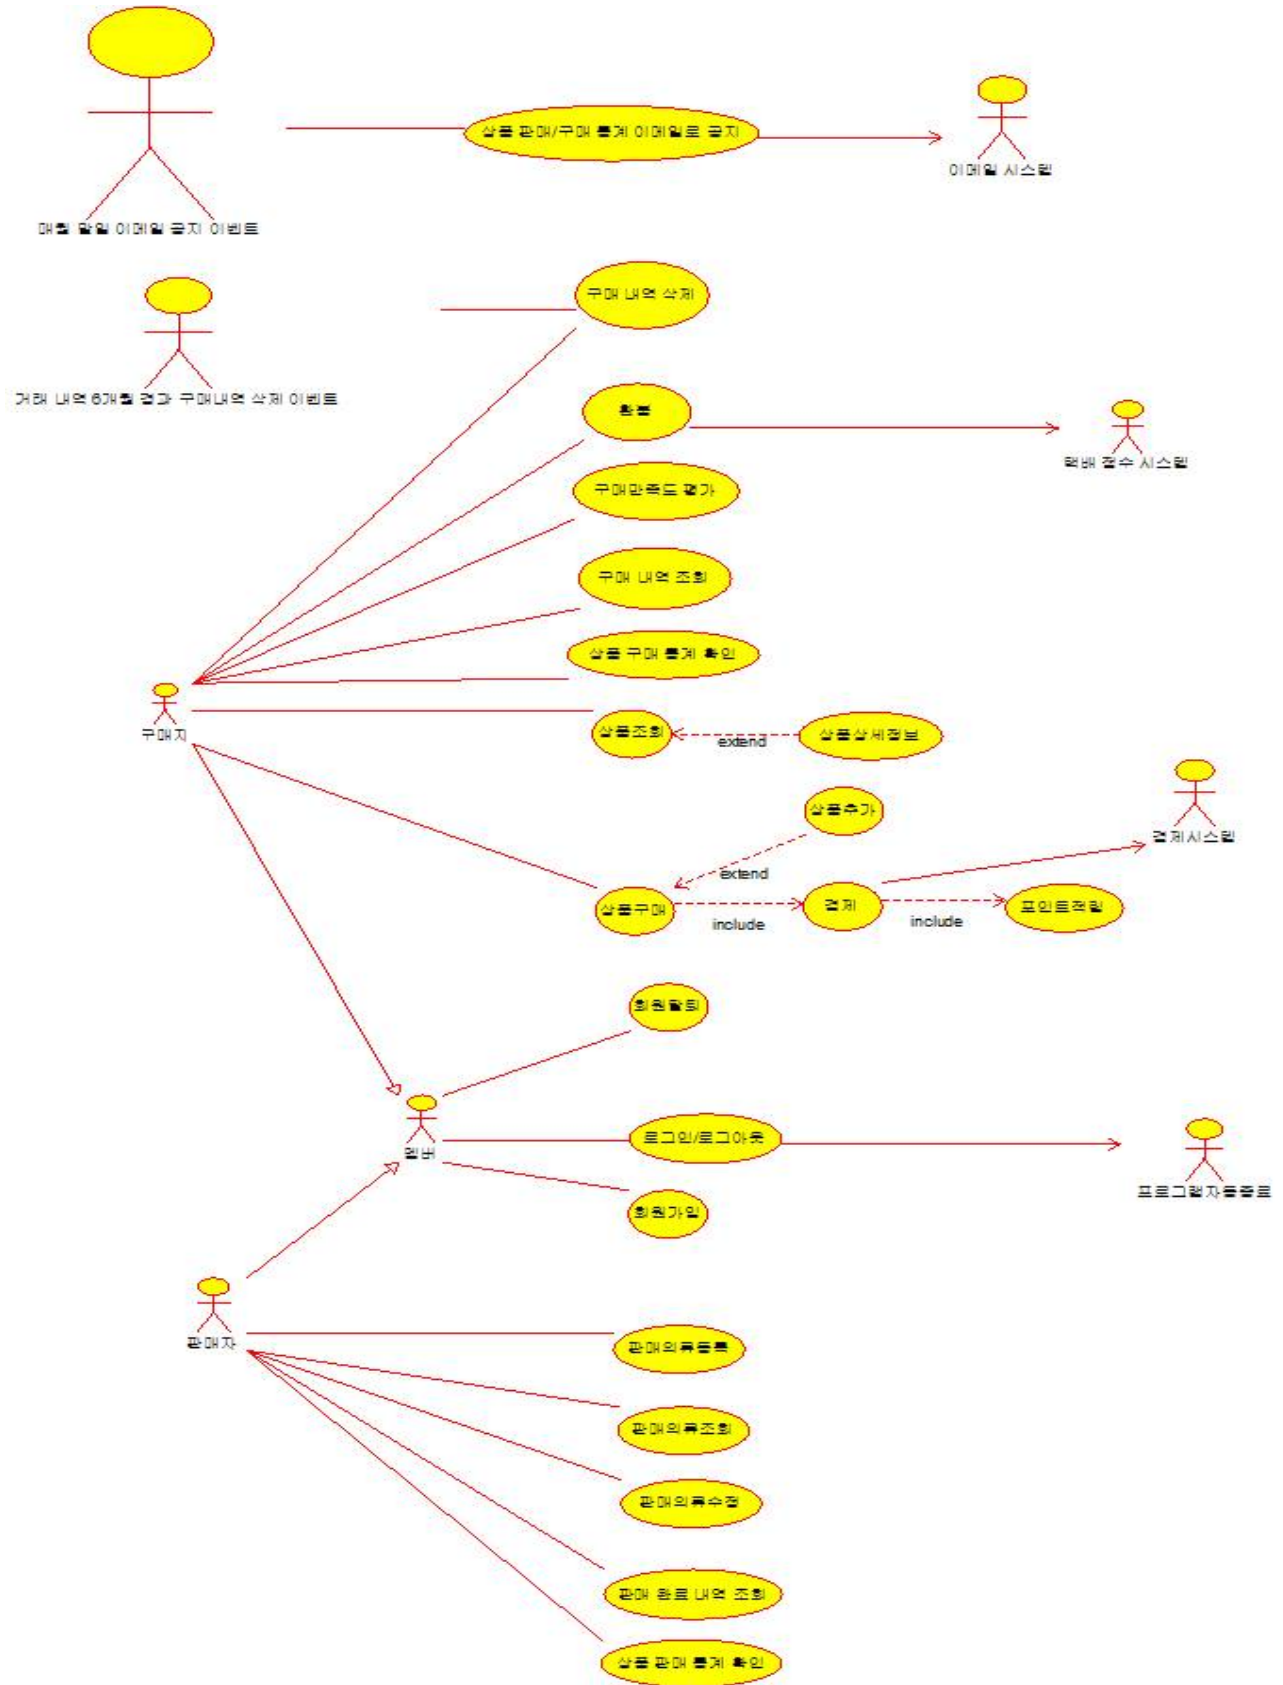 상품 판매/구매 통계 이메일로 공지
이메일 시스템
매월 말일 이메일 공지 이벤트
구매 내역 삭제
거래 내역 6개월 경과 구매내역 삭제 이벤트
환불
택배 접수 시스템
구매만족도 평가
구매 내역 조회
상품 구매 통계 확인
구매자
상품조회
extend
상품상세정보
상품추가
결제시스템
extend
상품구매
include
결제
include
포인트적립
회원탈퇴
멤버
로그인/로그아웃
프로그램자동종료
회원가입
판매자
판매의류등록
판매의류조회
판매의류수정
판매 완료 내역 조회
상품 판매 통계 확인